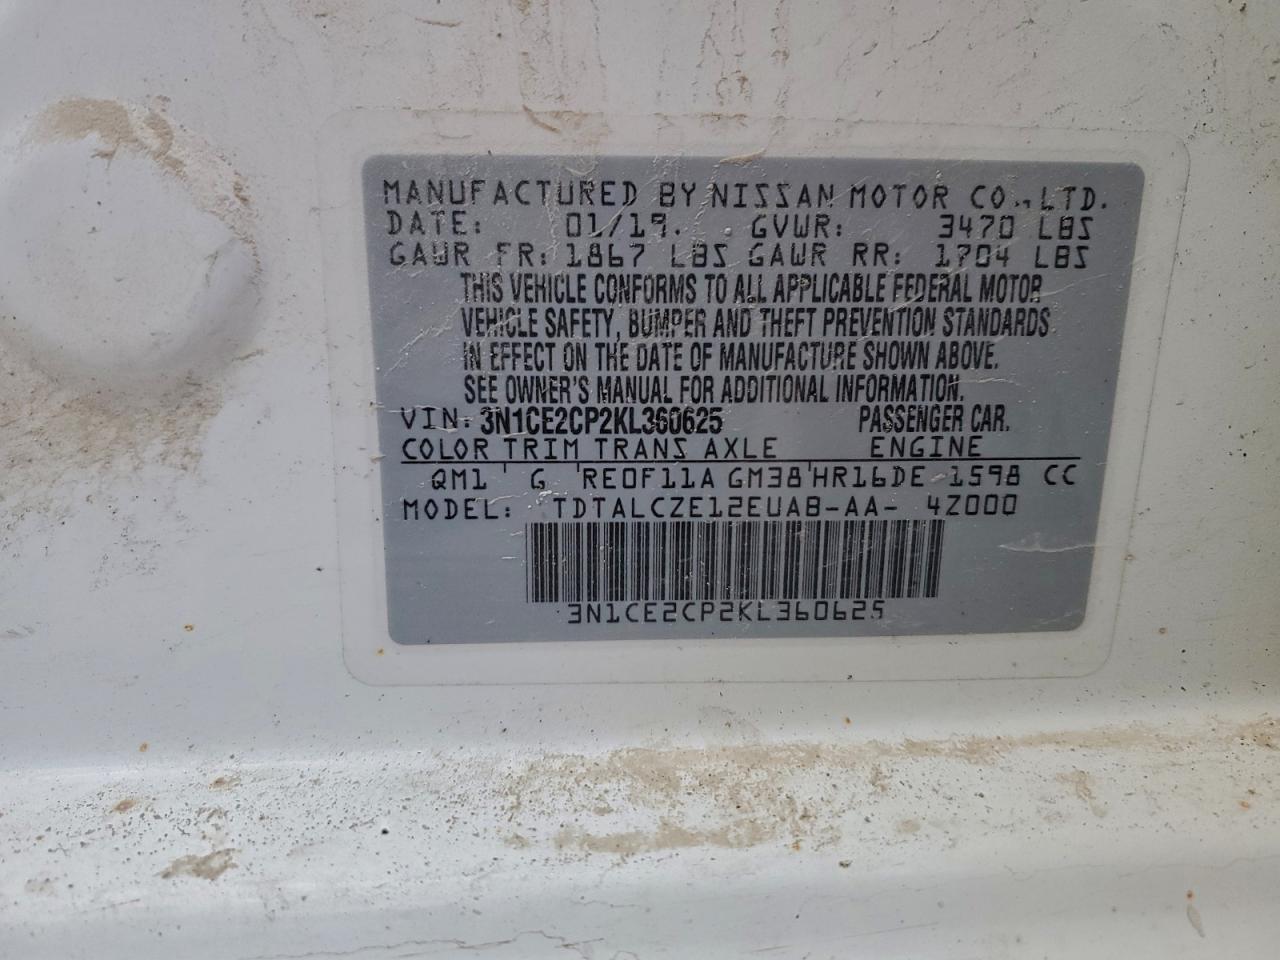 MANUFACTURED BY NISSAN MOTOR CO., LTD.
DATE: 01/19. GVWR: 3470 LBS
GAWR FR: 1867 LBS GAWR RR: 1704 LBS
THIS VEHICLE CONFORMS TO ALL APPLICABLE FEDERAL MOTOR
VEHICLE SAFETY, BUMPER AND THEFT PREVENTION STANDARDS
IN EFFECT ON THE DATE OF MANUFACTURE SHOWN ABOVE.
SEE OWNER'S MANUAL FOR ADDITIONAL INFORMATION.
VIN: 3N1CE2CP2KL360625 PASSENGER CAR.
COLOR TRIM TRANS AXLE ENGINE
QM1 ' G ' RE0F11A GM38 ' HR16DE 1598 CC
MODEL: TDTALCZE12EUAB-AA- 4Z000
3N1CE2CP2KL360625